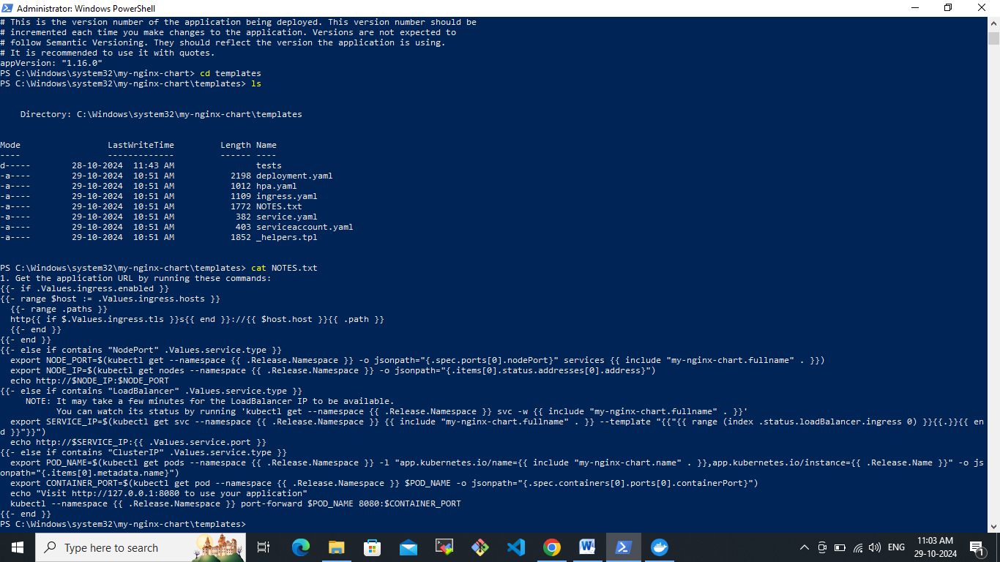 Administrator: Windows PowerShell
# This is the version number of the application being deployed. This version number should be
# incremented each time you make changes to the application. Versions are not expected to
# follow Semantic Versioning. They should reflect the version the application is using.
# It is recommended to use it with quotes.
appVersion: "1.16.0"
PS C:\Windows\system32\my-nginx-chart> cd templates
PS C:\Windows\system32\my-nginx-chart\templates> ls
Directory: C:\Windows\system32\my-nginx-chart\templates
Mode                 LastWriteTime         Length Name
----                 -------------         ------ ----
d-----        28-10-2024  11:43 AM                tests
-a----        29-10-2024  10:51 AM           2198 deployment.yaml
-a----        29-10-2024  10:51 AM           1012 hpa.yaml
-a----        29-10-2024  10:51 AM           1109 ingress.yaml
-a----        29-10-2024  10:51 AM           1772 NOTES.txt
-a----        29-10-2024  10:51 AM            382 service.yaml
-a----        29-10-2024  10:51 AM            403 serviceaccount.yaml
-a----        29-10-2024  10:51 AM           1852 _helpers.tpl
PS C:\Windows\system32\my-nginx-chart\templates> cat NOTES.txt
1. Get the application URL by running these commands:
{{- if .Values.ingress.enabled }}
{{- range $host := .Values.ingress.hosts }}
  {{- range .paths }}
  http{{ if $.Values.ingress.tls }}s{{ end }}://{{ $host.host }}{{ .path }}
  {{- end }}
{{- end }}
{{- else if contains "NodePort" .Values.service.type }}
  export NODE_PORT=$(kubectl get --namespace {{ .Release.Namespace }} -o jsonpath="{.spec.ports[0].nodePort}" services {{ include "my-nginx-chart.fullname" . }})
  export NODE_IP=$(kubectl get nodes --namespace {{ .Release.Namespace }} -o jsonpath="{.items[0].status.addresses[0].address}")
  echo http://$NODE_IP:$NODE_PORT
{{- else if contains "LoadBalancer" .Values.service.type }}
     NOTE: It may take a few minutes for the LoadBalancer IP to be available.
           You can watch its status by running 'kubectl get --namespace {{ .Release.Namespace }} svc -w {{ include "my-nginx-chart.fullname" . }}'
  export SERVICE_IP=$(kubectl get svc --namespace {{ .Release.Namespace }} {{ include "my-nginx-chart.fullname" . }} --template "{{"{{ range (index .status.loadBalancer.ingress 0) }}{{.}}{{ en
d }}"}}")
  echo http://$SERVICE_IP:{{ .Values.service.port }}
{{- else if contains "ClusterIP" .Values.service.type }}
  export POD_NAME=$(kubectl get pods --namespace {{ .Release.Namespace }} -l "app.kubernetes.io/name={{ include "my-nginx-chart.name" . }},app.kubernetes.io/instance={{ .Release.Name }}" -o js
onpath="{.items[0].metadata.name}")
  export CONTAINER_PORT=$(kubectl get pod --namespace {{ .Release.Namespace }} $POD_NAME -o jsonpath="{.spec.containers[0].ports[0].containerPort}")
  echo "Visit http://127.0.0.1:8080 to use your application"
  kubectl --namespace {{ .Release.Namespace }} port-forward $POD_NAME 8080:$CONTAINER_PORT
{{- end }}
PS C:\Windows\system32\my-nginx-chart\templates>
Type here to search
ENG
11:03 AM
29-10-2024
1